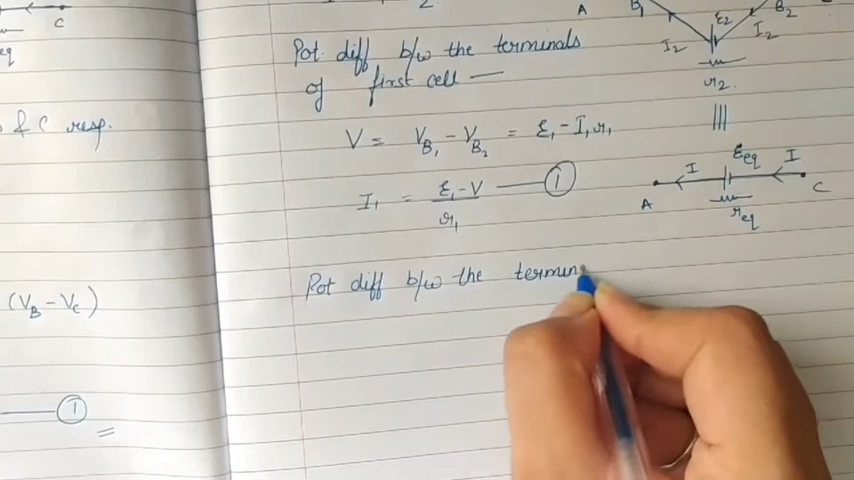 C
eq
& C resp.
(V_B - V_C)
①
2
Pot. diff b/w the terminals
of first cell —
V = V_B₁ - V_B₂ = ε₁ - I₁r₁
I₁ = (ε₁ - V)/r₁ — ①
Pot diff b/w the termin
A B₁ ε₂ B₂
I₂ I₂
r₂
|||
I ε_eq I
A r_eq C